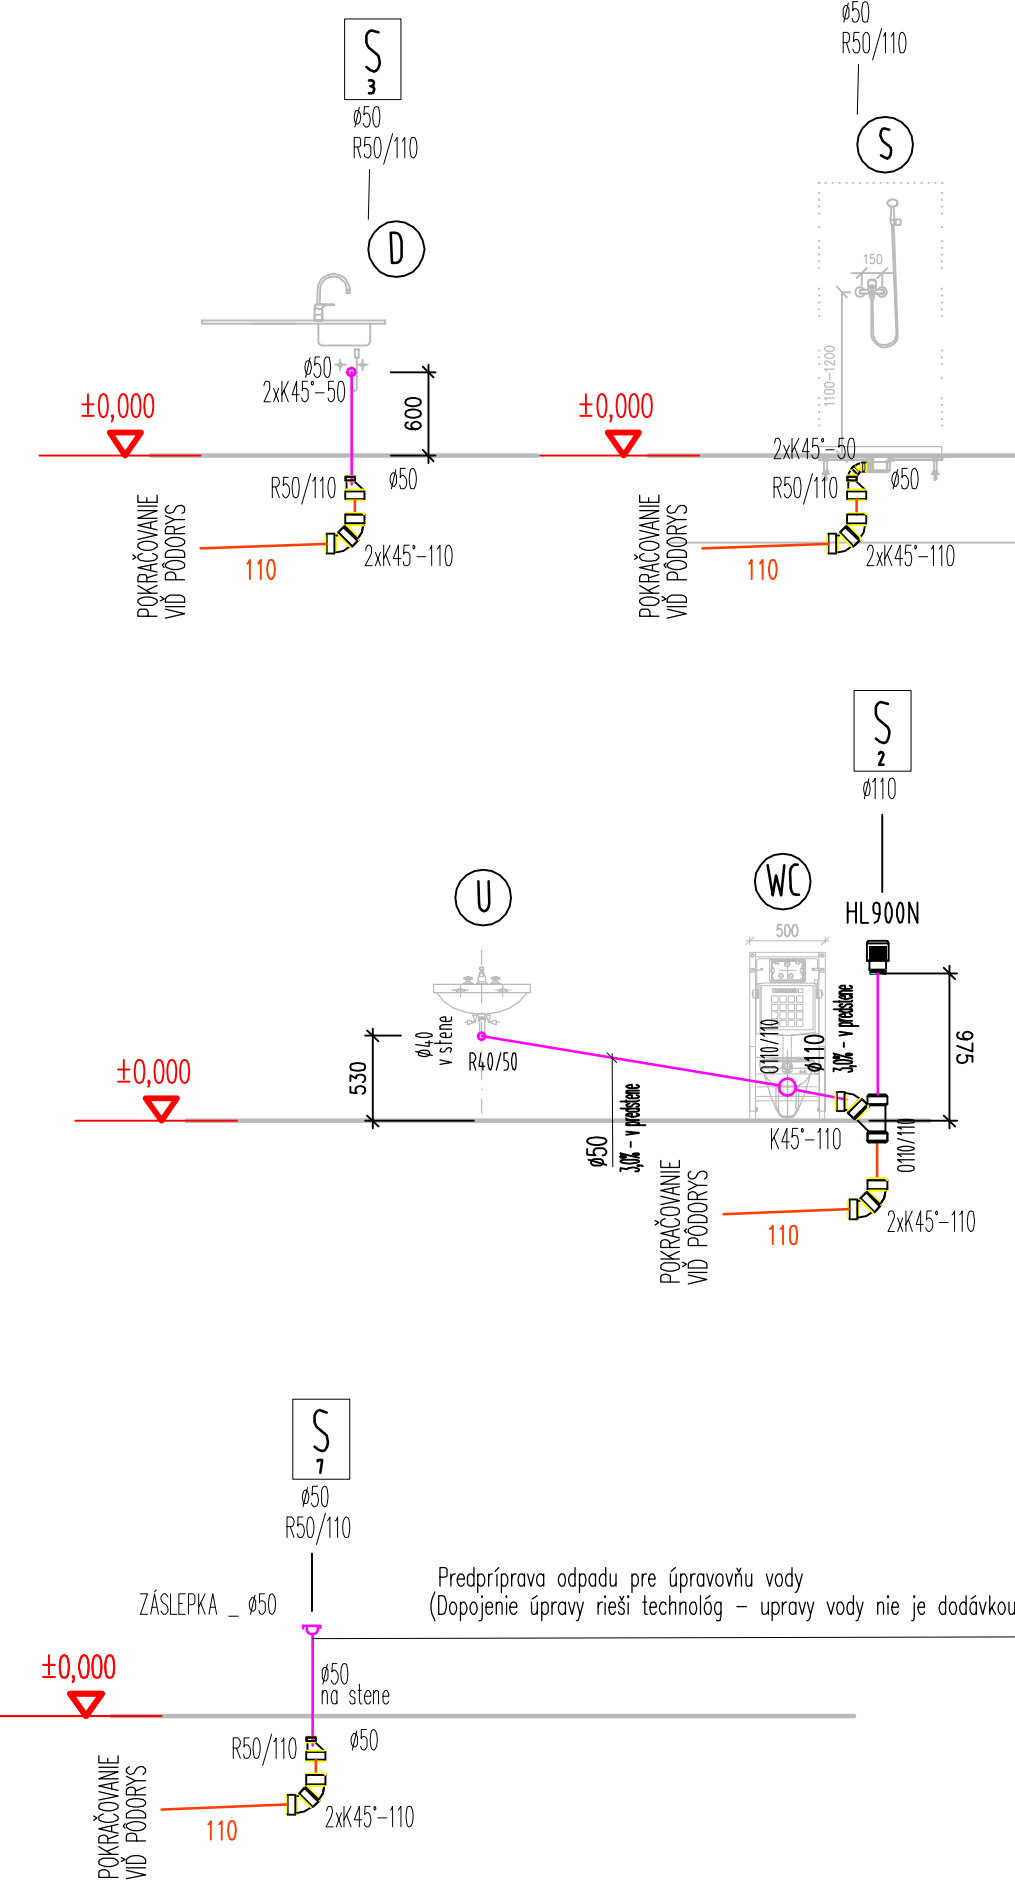 S
3
ø50
R50/110
D
ø50
2xK45°-50
600
±0,000
R50/110
ø50
2xK45°-110
110
POKRAČOVANIE
VIĎ PÔDORYS
ø50
R50/110
S
150
1100-1200
±0,000
2xK45°-50
R50/110
ø50
2xK45°-110
110
POKRAČOVANIE
VIĎ PÔDORYS
S
2
ø110
HL900N
U
WC
500
ø40
v stene
R40/50
530
±0,000
ø50
3,0% - v predstene
O110/110
ø110
3,0% - v predstene
975
K45°-110
O110/110
2xK45°-110
110
POKRAČOVANIE
VIĎ PÔDORYS
S
7
ø50
R50/110
ZÁSLEPKA _ ø50
Predpríprava odpadu pre úpravovňu vody
(Dopojenie úpravy rieši technológ – upravy vody nie je dodávkou
±0,000
ø50
na stene
R50/110
ø50
2xK45°-110
110
POKRAČOVANIE
VIĎ PÔDORYS